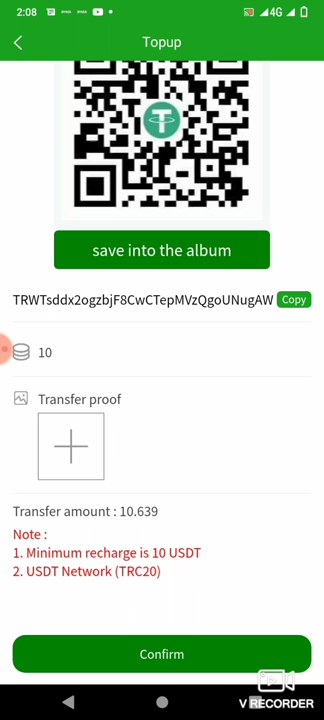 2:08
4G
Topup
save into the album
TRWTsddx2ogzbjF8CwCTepMVzQgoUNugAW
Copy
10
Transfer proof
Transfer amount : 10.639
Note :
1. Minimum recharge is 10 USDT
2. USDT Network (TRC20)
Confirm
V RECORDER